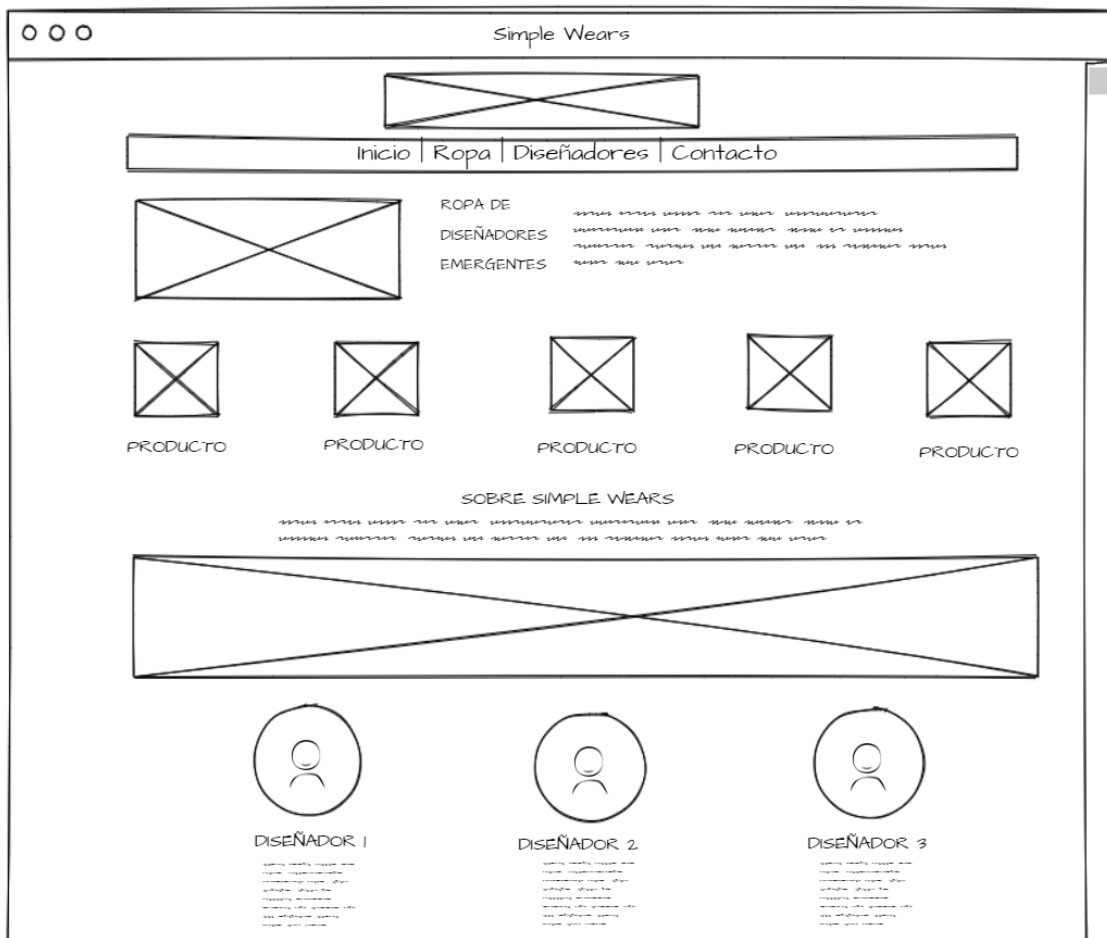 Simple Wears
Inicio | Ropa | Diseñadores | Contacto
ROPA DE
DISEÑADORES
EMERGENTES
PRODUCTO PRODUCTO PRODUCTO PRODUCTO PRODUCTO
SOBRE SIMPLE WEARS
DISEÑADOR 1 DISEÑADOR 2 DISEÑADOR 3